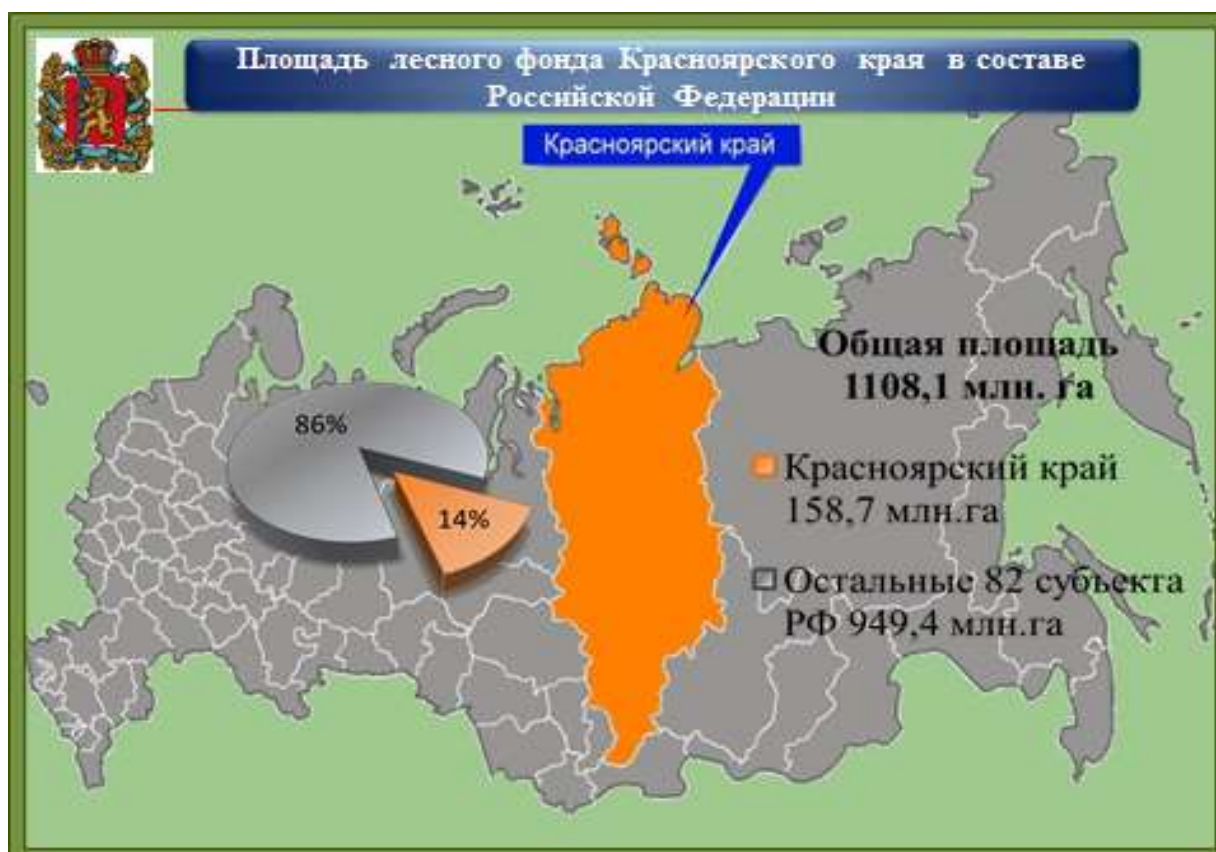 Площадь лесного фонда Красноярского края в составе
Российской Федерации
Красноярский край
Общая площадь
1108,1 млн. га
86%
14%
Красноярский край
158,7 млн.га
Остальные 82 субъекта
РФ 949,4 млн.га